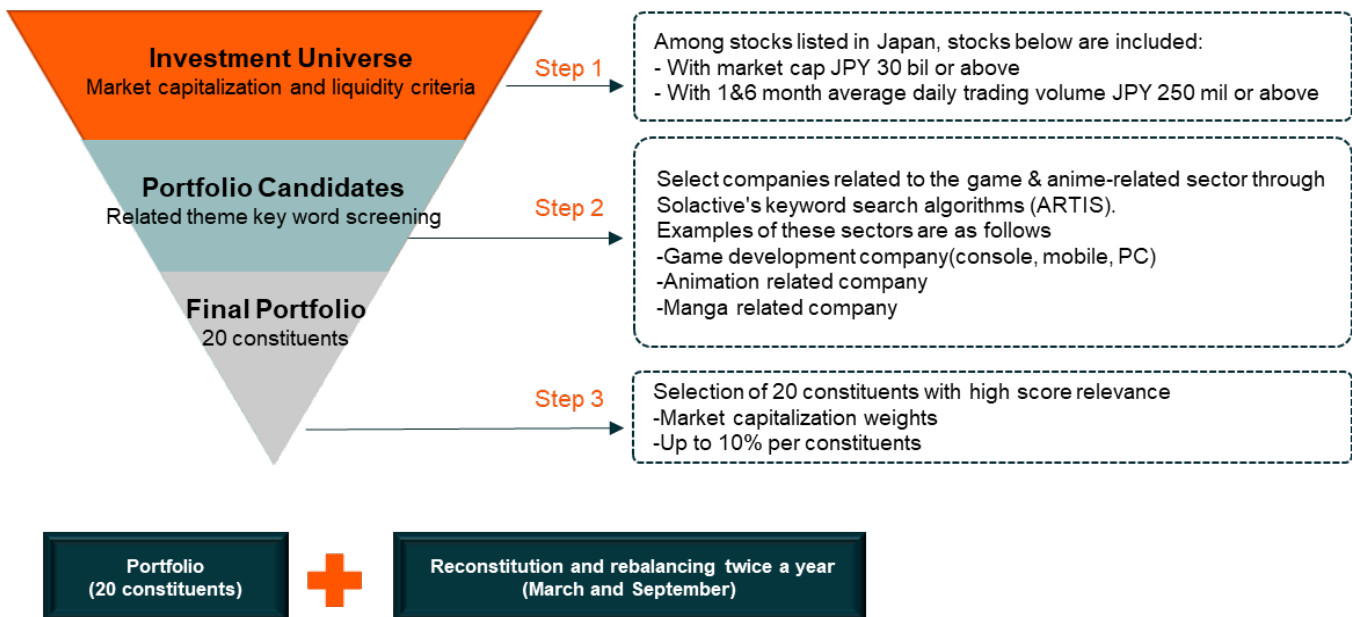 Investment Universe
Market capitalization and liquidity criteria
Step 1
Among stocks listed in Japan, stocks below are included:
- With market cap JPY 30 bil or above
- With 1&6 month average daily trading volume JPY 250 mil or above
Portfolio Candidates
Related theme key word screening
Step 2
Select companies related to the game & anime-related sector through
Solactive's keyword search algorithms (ARTIS).
Examples of these sectors are as follows
-Game development company(console, mobile, PC)
-Animation related company
-Manga related company
Final Portfolio
20 constituents
Step 3
Selection of 20 constituents with high score relevance
-Market capitalization weights
-Up to 10% per constituents
Portfolio
(20 constituents)
Reconstitution and rebalancing twice a year
(March and September)